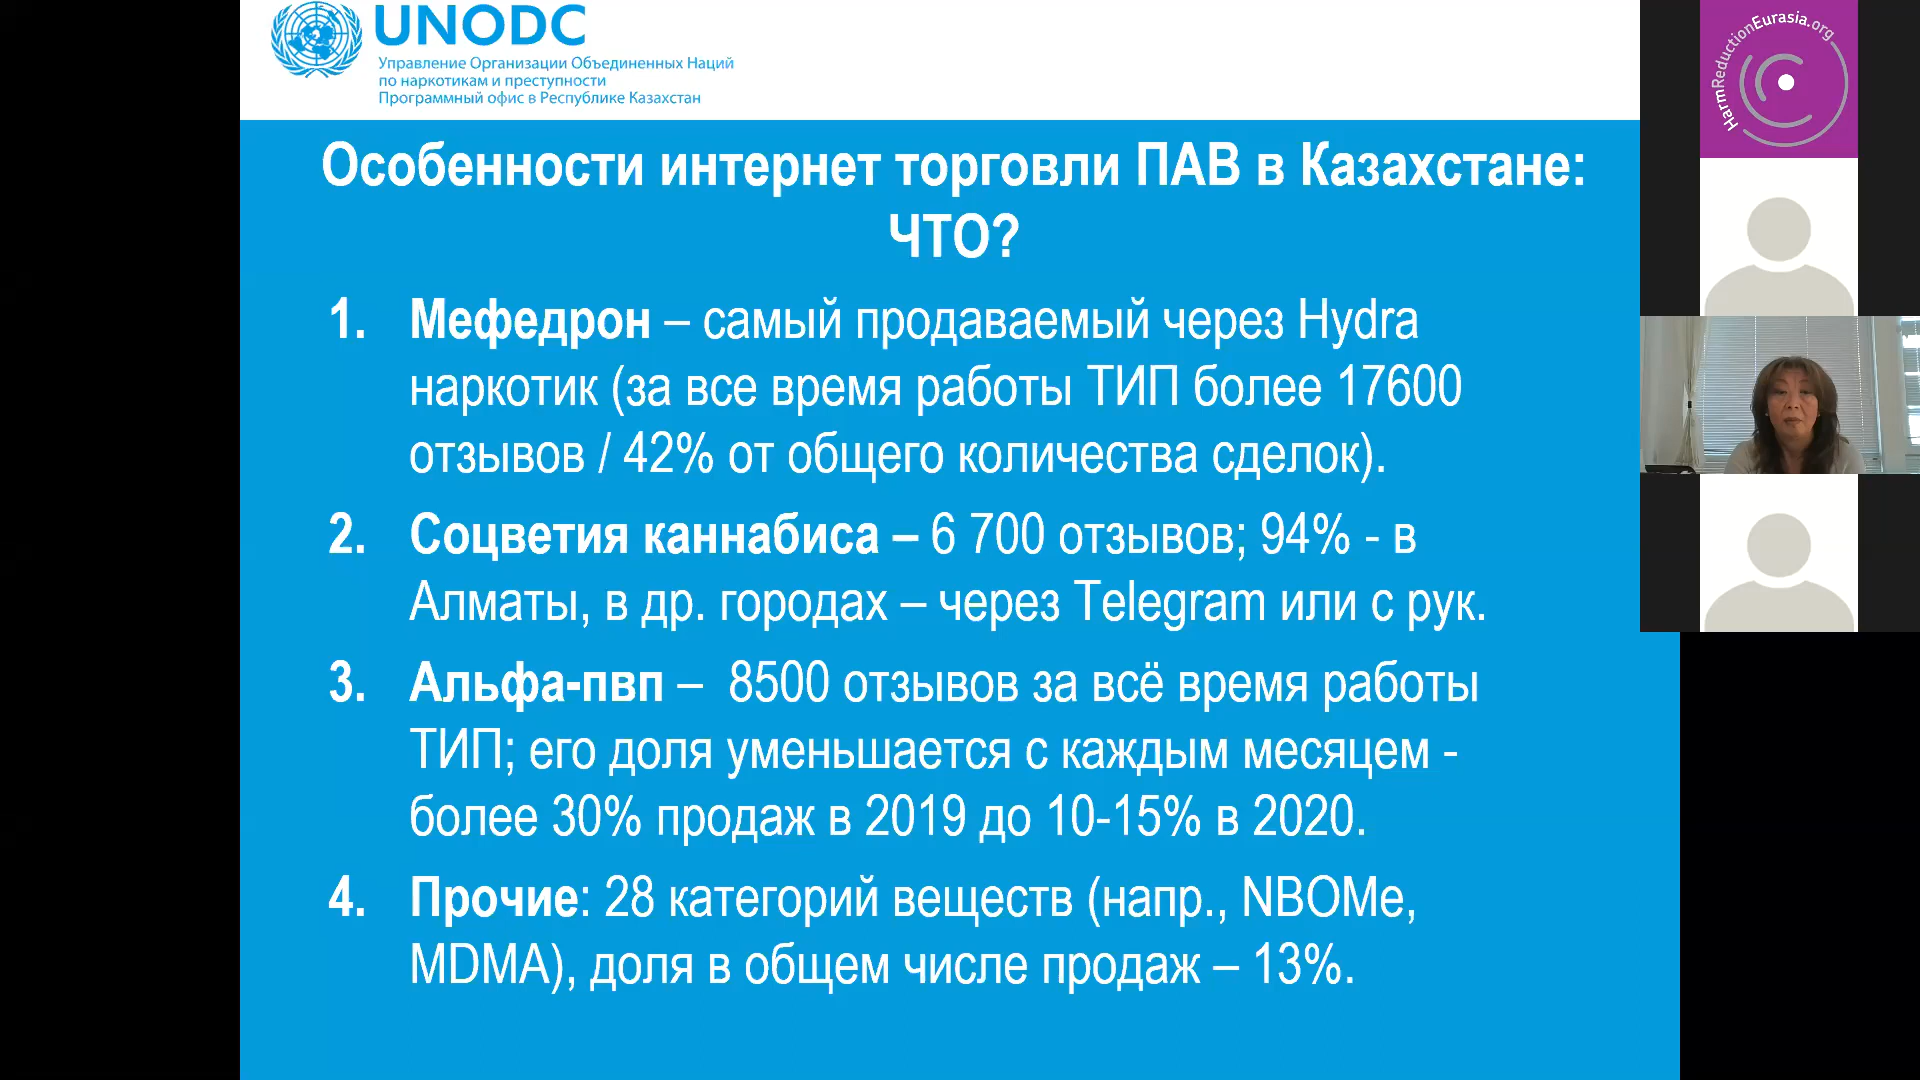 UNODC
Управление Организации Объединенных Наций
по наркотикам и преступности
Программный офис в Республике Казахстан
Особенности интернет торговли ПАВ в Казахстане:
ЧТО?
1. Мефедрон – самый продаваемый через Hydra
наркотик (за все время работы ТИП более 17600
отзывов / 42% от общего количества сделок).
2. Соцветия каннабиса – 6 700 отзывов; 94% - в
Алматы, в др. городах – через Telegram или с рук.
3. Альфа-пвп – 8500 отзывов за всё время работы
ТИП; его доля уменьшается с каждым месяцем -
более 30% продаж в 2019 до 10-15% в 2020.
4. Прочие: 28 категорий веществ (напр., NBOMe,
MDMA), доля в общем числе продаж – 13%.
HarmReductionEurasia.org